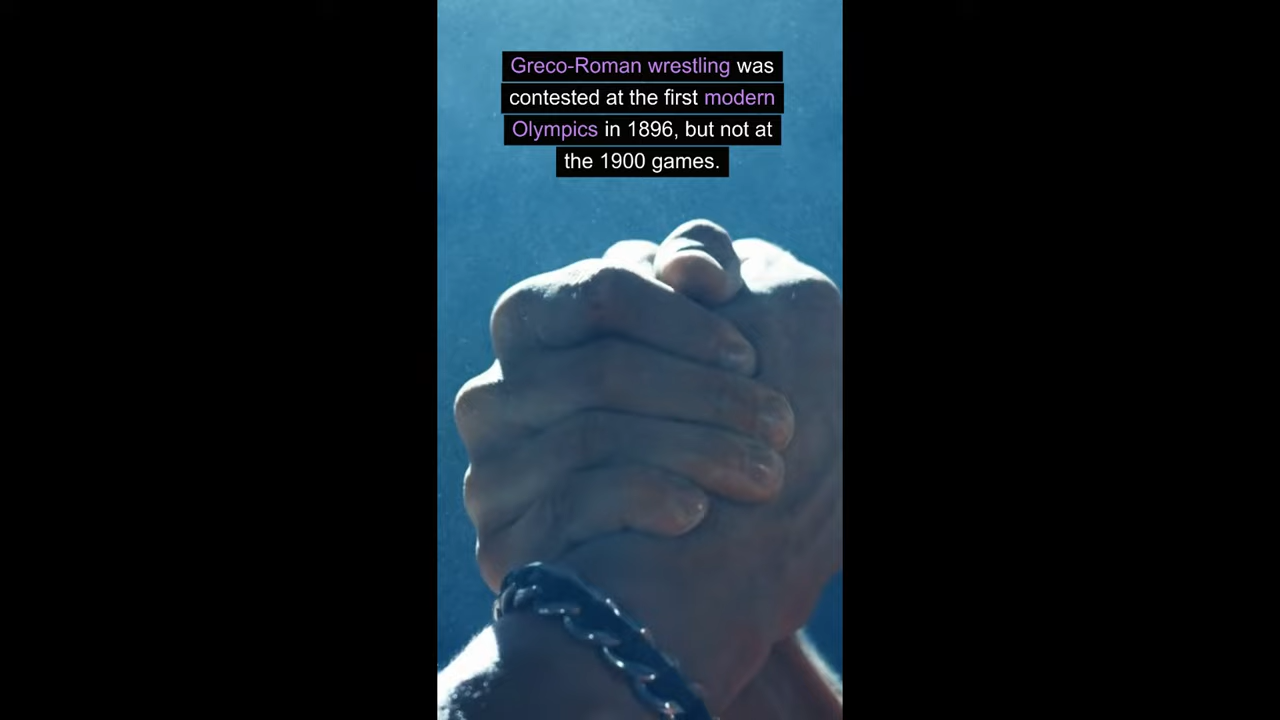 Greco-Roman wrestling was
contested at the first modern
Olympics in 1896, but not at
the 1900 games.